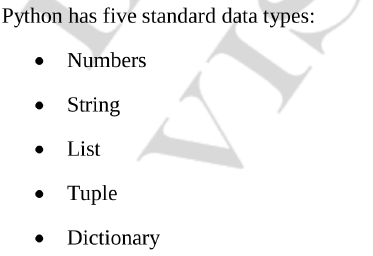 Python has five standard data types:
• Numbers
• String
• List
• Tuple
• Dictionary